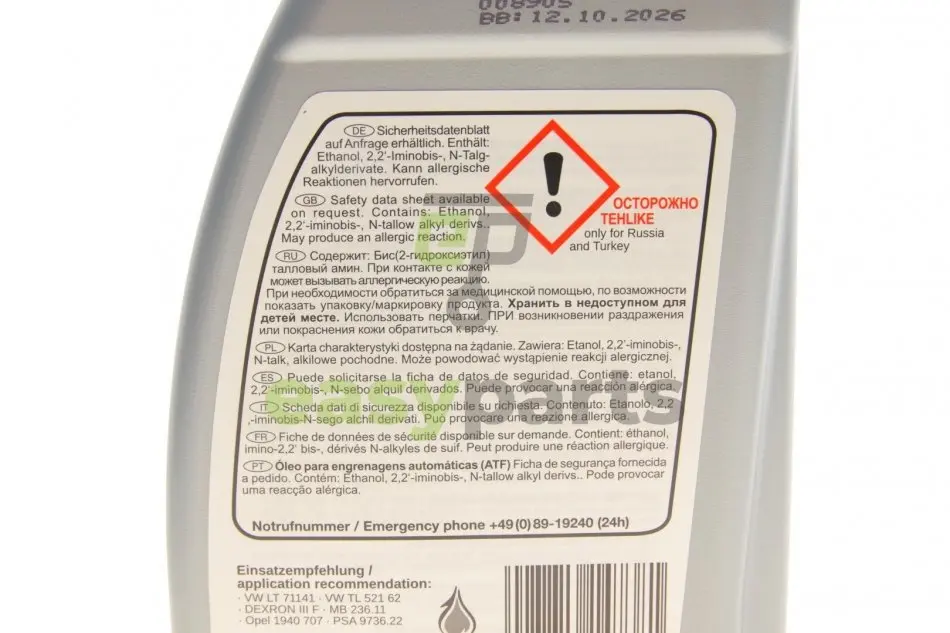 008905
BB: 12.10.2026
DE Sicherheitsdatenblatt
auf Anfrage erhältlich. Enthält:
Ethanol, 2,2'-Iminobis-, N-Talg-
alkylderivate. Kann allergische
Reaktionen hervorrufen.
GB Safety data sheet available
on request. Contains: Ethanol,
2,2'-iminobis-, N-tallow alkyl derivs..
May produce an allergic reaction.
ОСТОРОЖНО
TEHLIKE
only for Russia
and Turkey
RU Содержит: Бис(2-гидроксиэтил)
талловый амин. При контакте с кожей
может вызывать аллергическую реакцию.
При необходимости обратиться за медицинской помощью, по возможности
показать упаковку/маркировку продукта. Хранить в недоступном для
детей месте. Использовать перчатки. ПРИ возникновении раздражения
или покраснения кожи обратиться к врачу.
PL Karta charakterystyki dostępna na żądanie. Zawiera: Etanol, 2,2'-iminobis-,
N-talk, alkilowe pochodne. Może powodować wystąpienie reakcji alergicznej.
ES Puede solicitarse la ficha de datos de seguridad. Contiene: etanol,
2,2'-iminobis-, N-sebo alquil derivados. Puede provocar una reacción alérgica.
IT Scheda dati di sicurezza disponibile su richiesta. Contenuto: Etanolo, 2,2
,-iminobis-N-sego alchil derivati. Può provocare una reazione allergica.
FR Fiche de données de sécurité disponible sur demande. Contient: éthanol,
imino-2,2' bis-, dérivés N-alkyles de suif. Peut produire une réaction allergique.
PT Óleo para engrenagens automáticas (ATF) Ficha de segurança fornecida
a pedido. Contém: Ethanol, 2,2'-iminobis-, N-tallow alkyl derivs.. Pode provocar
uma reacção alérgica.
easyparts
Notrufnummer / Emergency phone +49(0)89-19240 (24h)
Einsatzempfehlung /
application recommendation:
· VW LT 71141 · VW TL 521 62
· DEXRON III F · MB 236.11
· Opel 1940 707 · PSA 9736.22